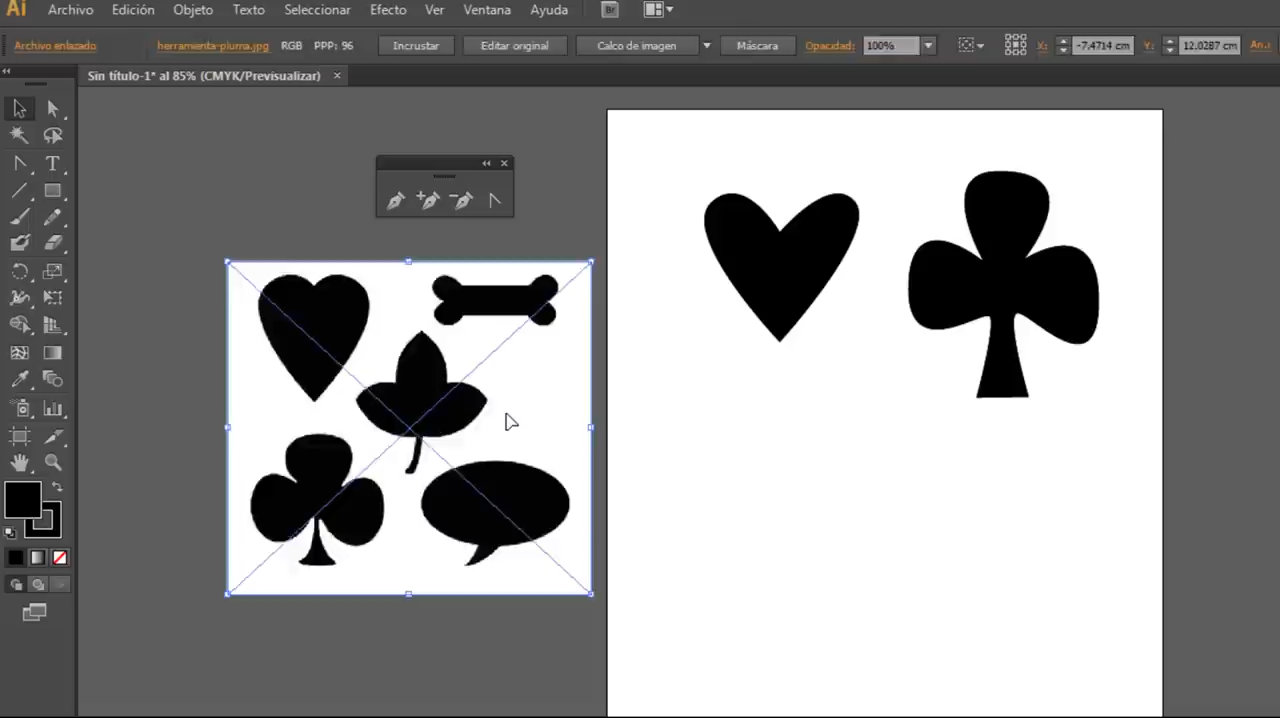 Ai Archivo Edición Objeto Texto Seleccionar Efecto Ver Ventana Ayuda Br
Archivo enlazado herramienta-pluma.jpg RGB PPP: 96 Incrustar Editar original Calco de imagen Máscara Opacidad: 100% X: -7,4714 cm Y: 12,0287 cm An.:
Sin título-1* al 85% (CMYK/Previsualizar) ×
T